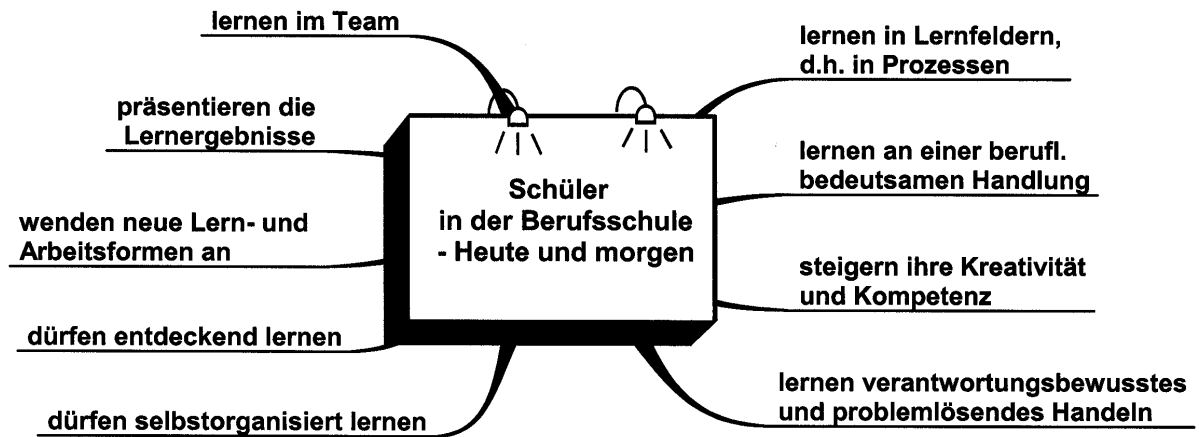 lernen im Team
präsentieren die
Lernergebnisse
wenden neue Lern- und
Arbeitsformen an
dürfen entdeckend lernen
dürfen selbstorganisiert lernen
Schüler
in der Berufsschule
- Heute und morgen
lernen in Lernfeldern,
d.h. in Prozessen
lernen an einer berufl.
bedeutsamen Handlung
steigern ihre Kreativität
und Kompetenz
lernen verantwortungsbewusstes
und problemlösendes Handeln